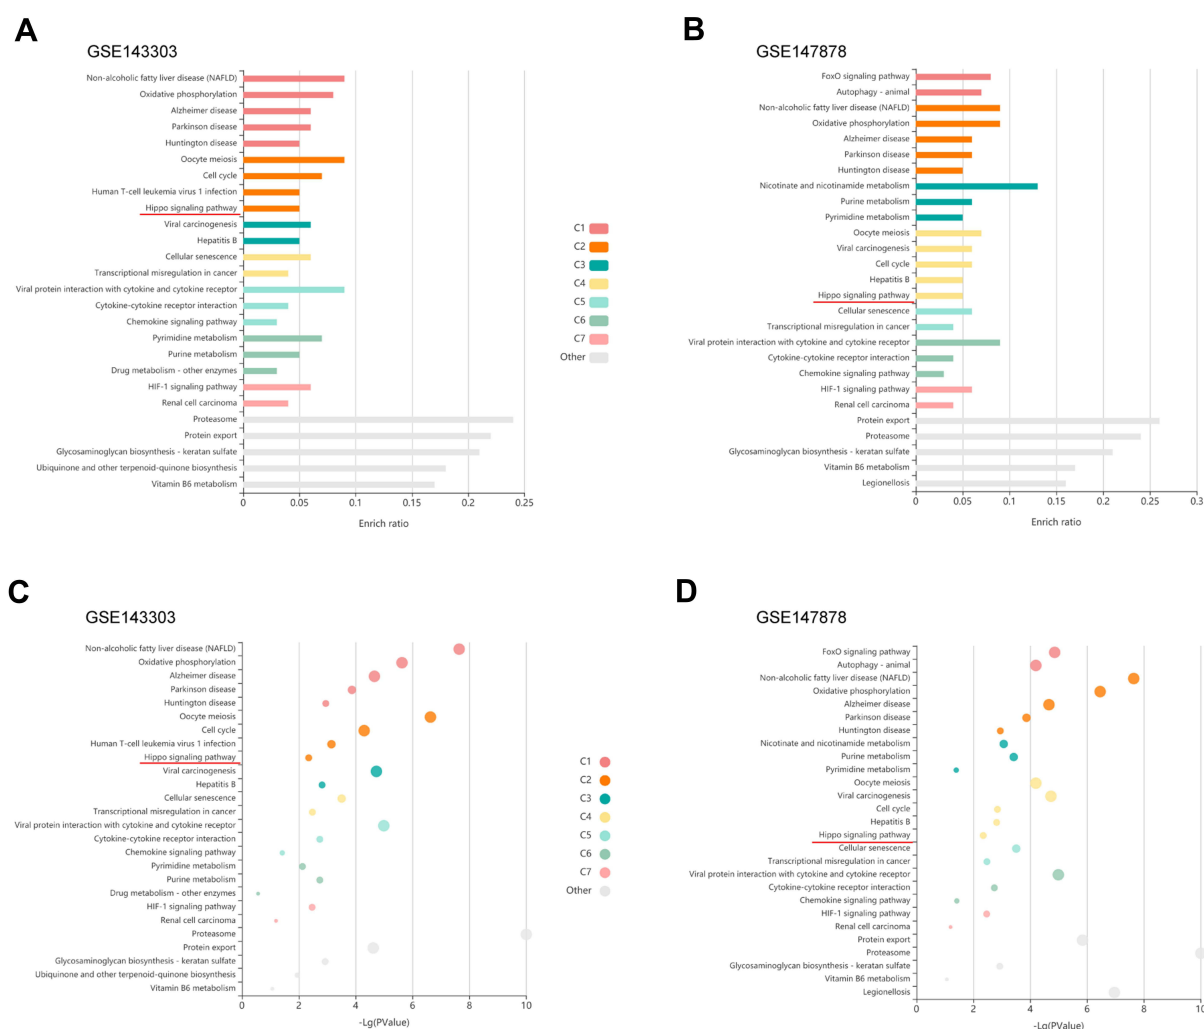 A
GSE143303
Non-alcoholic fatty liver disease (NAFLD)
Oxidative phosphorylation
Alzheimer disease
Parkinson disease
Huntington disease
Oocyte meiosis
Cell cycle
Human T-cell leukemia virus 1 infection
Hippo signaling pathway
Viral carcinogenesis
Hepatitis B
Cellular senescence
Transcriptional misregulation in cancer
Viral protein interaction with cytokine and cytokine receptor
Cytokine-cytokine receptor interaction
Chemokine signaling pathway
Pyrimidine metabolism
Purine metabolism
Drug metabolism - other enzymes
HIF-1 signaling pathway
Renal cell carcinoma
Proteasome
Protein export
Glycosaminoglycan biosynthesis - keratan sulfate
Ubiquinone and other terpenoid-quinone biosynthesis
Vitamin B6 metabolism
0 0.05 0.1 0.15 0.2 0.25
Enrich ratio
C1
C2
C3
C4
C5
C6
C7
Other
B
GSE147878
FoxO signaling pathway
Autophagy - animal
Non-alcoholic fatty liver disease (NAFLD)
Oxidative phosphorylation
Alzheimer disease
Parkinson disease
Huntington disease
Nicotinate and nicotinamide metabolism
Purine metabolism
Pyrimidine metabolism
Oocyte meiosis
Viral carcinogenesis
Cell cycle
Hepatitis B
Hippo signaling pathway
Cellular senescence
Transcriptional misregulation in cancer
Viral protein interaction with cytokine and cytokine receptor
Cytokine-cytokine receptor interaction
Chemokine signaling pathway
HIF-1 signaling pathway
Renal cell carcinoma
Protein export
Proteasome
Glycosaminoglycan biosynthesis - keratan sulfate
Vitamin B6 metabolism
Legionellosis
0 0.05 0.1 0.15 0.2 0.25 0.3
Enrich ratio
C
GSE143303
Non-alcoholic fatty liver disease (NAFLD)
Oxidative phosphorylation
Alzheimer disease
Parkinson disease
Huntington disease
Oocyte meiosis
Cell cycle
Human T-cell leukemia virus 1 infection
Hippo signaling pathway
Viral carcinogenesis
Hepatitis B
Cellular senescence
Transcriptional misregulation in cancer
Viral protein interaction with cytokine and cytokine receptor
Cytokine-cytokine receptor interaction
Chemokine signaling pathway
Pyrimidine metabolism
Purine metabolism
Drug metabolism - other enzymes
HIF-1 signaling pathway
Renal cell carcinoma
Proteasome
Protein export
Glycosaminoglycan biosynthesis - keratan sulfate
Ubiquinone and other terpenoid-quinone biosynthesis
Vitamin B6 metabolism
0 2 4 6 8 10
-Lg(PValue)
C1
C2
C3
C4
C5
C6
C7
Other
D
GSE147878
FoxO signaling pathway
Autophagy - animal
Non-alcoholic fatty liver disease (NAFLD)
Oxidative phosphorylation
Alzheimer disease
Parkinson disease
Huntington disease
Nicotinate and nicotinamide metabolism
Purine metabolism
Pyrimidine metabolism
Oocyte meiosis
Viral carcinogenesis
Cell cycle
Hepatitis B
Hippo signaling pathway
Cellular senescence
Transcriptional misregulation in cancer
Viral protein interaction with cytokine and cytokine receptor
Cytokine-cytokine receptor interaction
Chemokine signaling pathway
HIF-1 signaling pathway
Renal cell carcinoma
Protein export
Proteasome
Glycosaminoglycan biosynthesis - keratan sulfate
Vitamin B6 metabolism
Legionellosis
0 2 4 6 8 10
-Lg(PValue)